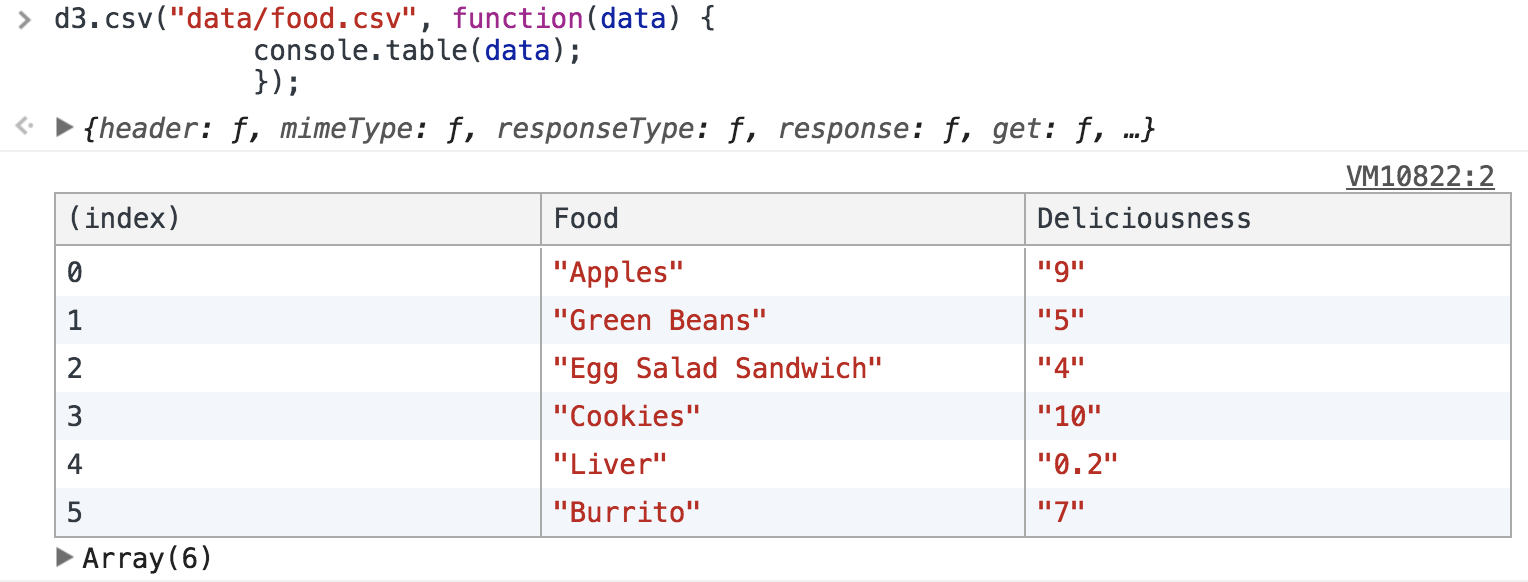 d3.csv("data/food.csv", function(data) {
console.table(data);
});
{header: ƒ, mimeType: ƒ, responseType: ƒ, response: ƒ, get: ƒ, …}
VM10822:2
(index) Food Deliciousness
0 "Apples" "9"
1 "Green Beans" "5"
2 "Egg Salad Sandwich" "4"
3 "Cookies" "10"
4 "Liver" "0.2"
5 "Burrito" "7"
Array(6)